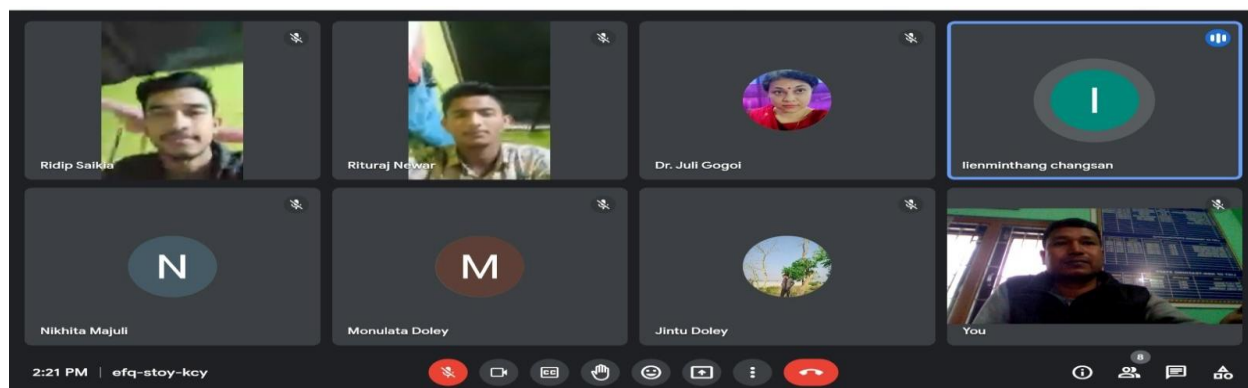 Ridip Saikia
Rituraj Newar
Dr. Juli Gogoi
I
lienminthang changsan
N
Nikhita Majuli
M
Monulata Doley
Jintu Doley
You
2:21 PM | efq-stoy-kcy
CC
8